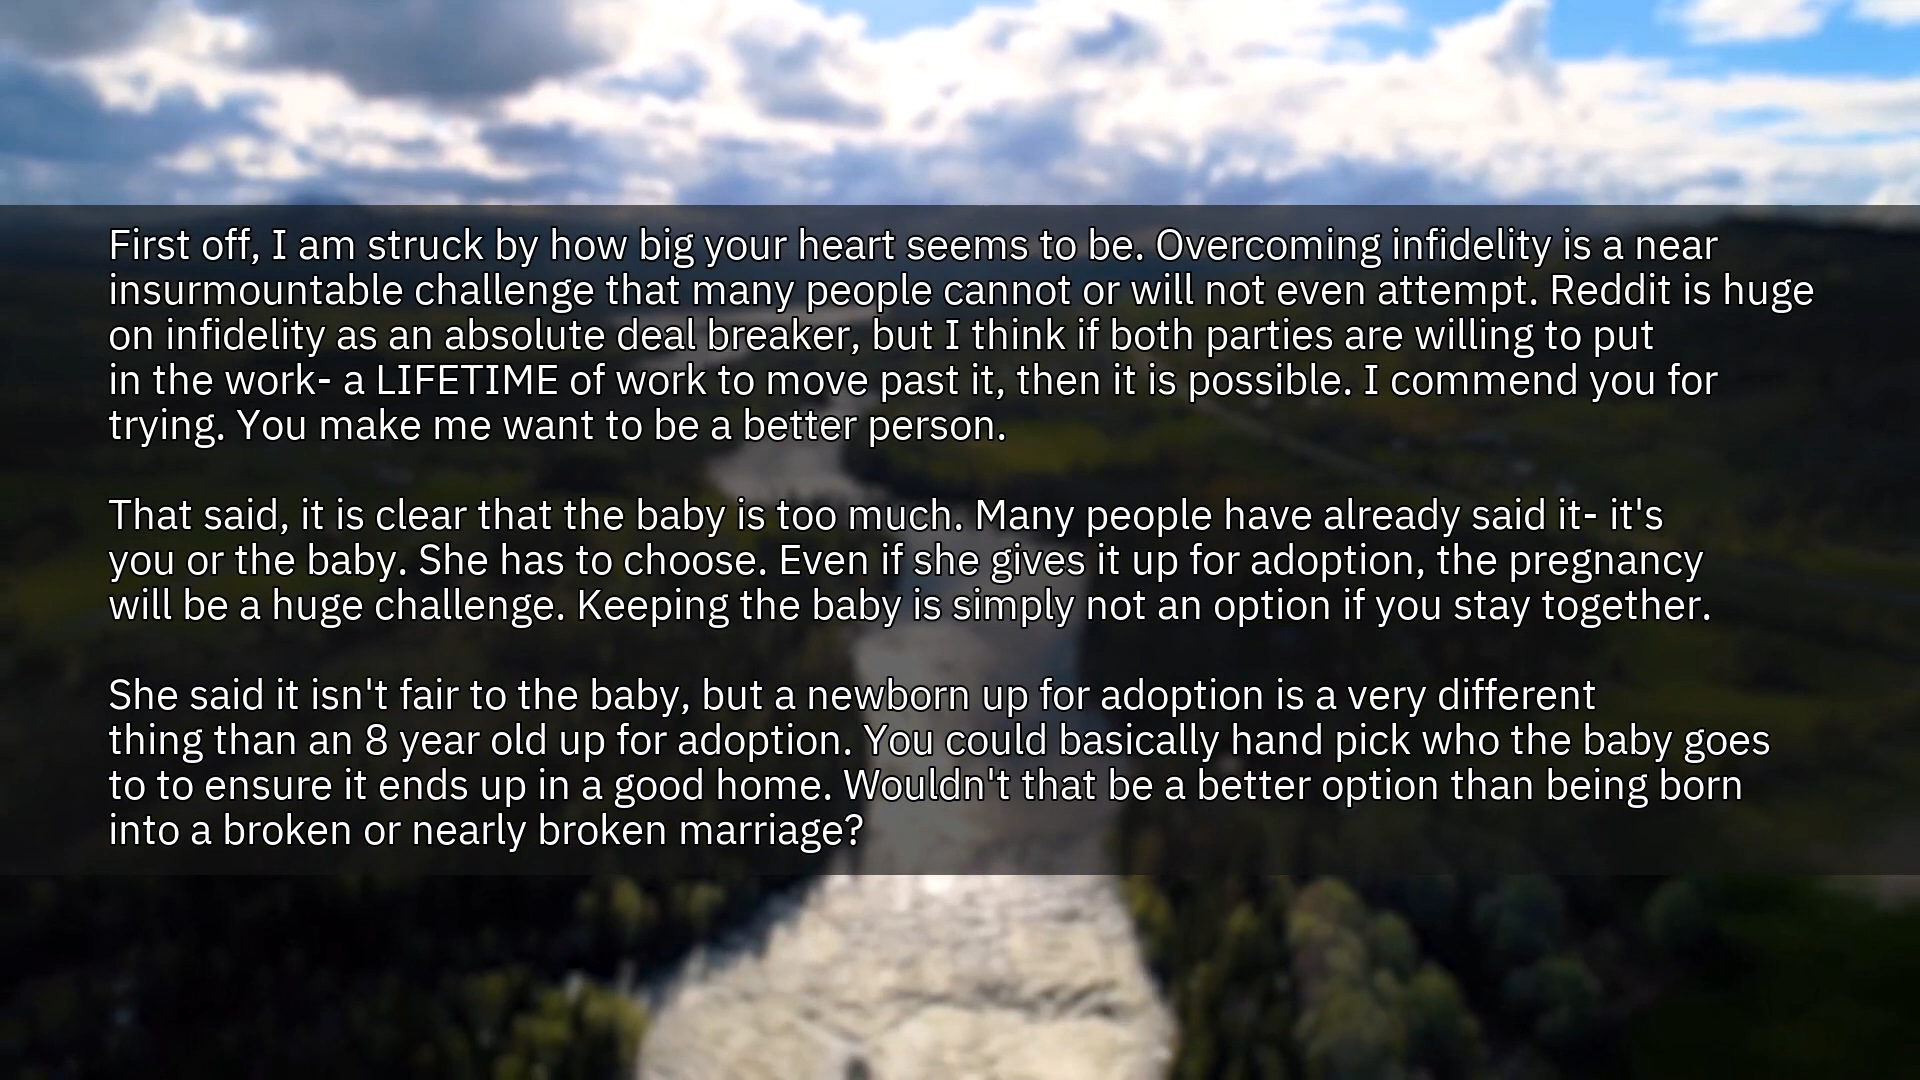 First off, I am struck by how big your heart seems to be. Overcoming infidelity is a near
insurmountable challenge that many people cannot or will not even attempt. Reddit is huge
on infidelity as an absolute deal breaker, but I think if both parties are willing to put
in the work- a LIFETIME of work to move past it, then it is possible. I commend you for
trying. You make me want to be a better person.
That said, it is clear that the baby is too much. Many people have already said it- it's
you or the baby. She has to choose. Even if she gives it up for adoption, the pregnancy
will be a huge challenge. Keeping the baby is simply not an option if you stay together.
She said it isn't fair to the baby, but a newborn up for adoption is a very different
thing than an 8 year old up for adoption. You could basically hand pick who the baby goes
to to ensure it ends up in a good home. Wouldn't that be a better option than being born
into a broken or nearly broken marriage?